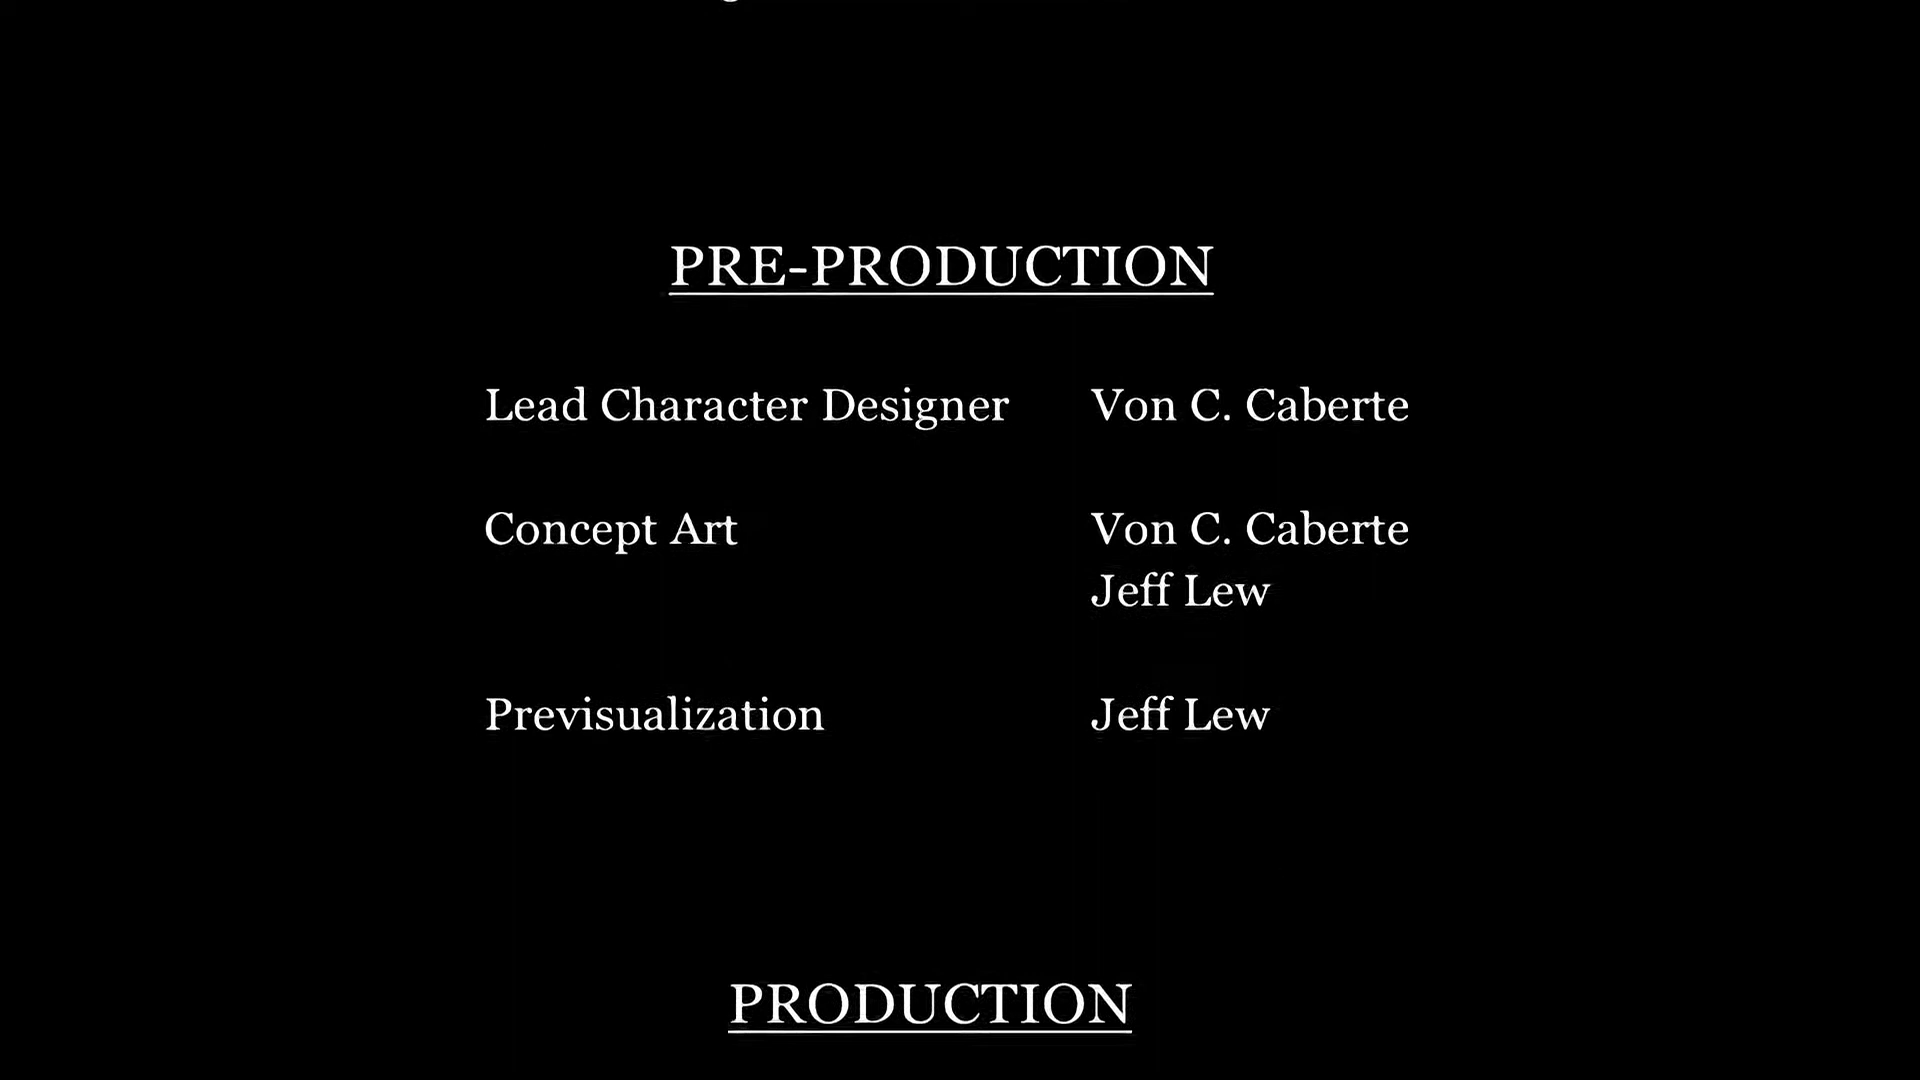 PRE-PRODUCTION
Lead Character Designer Von C. Caberte
Concept Art Von C. Caberte
Jeff Lew
Previsualization Jeff Lew
PRODUCTION